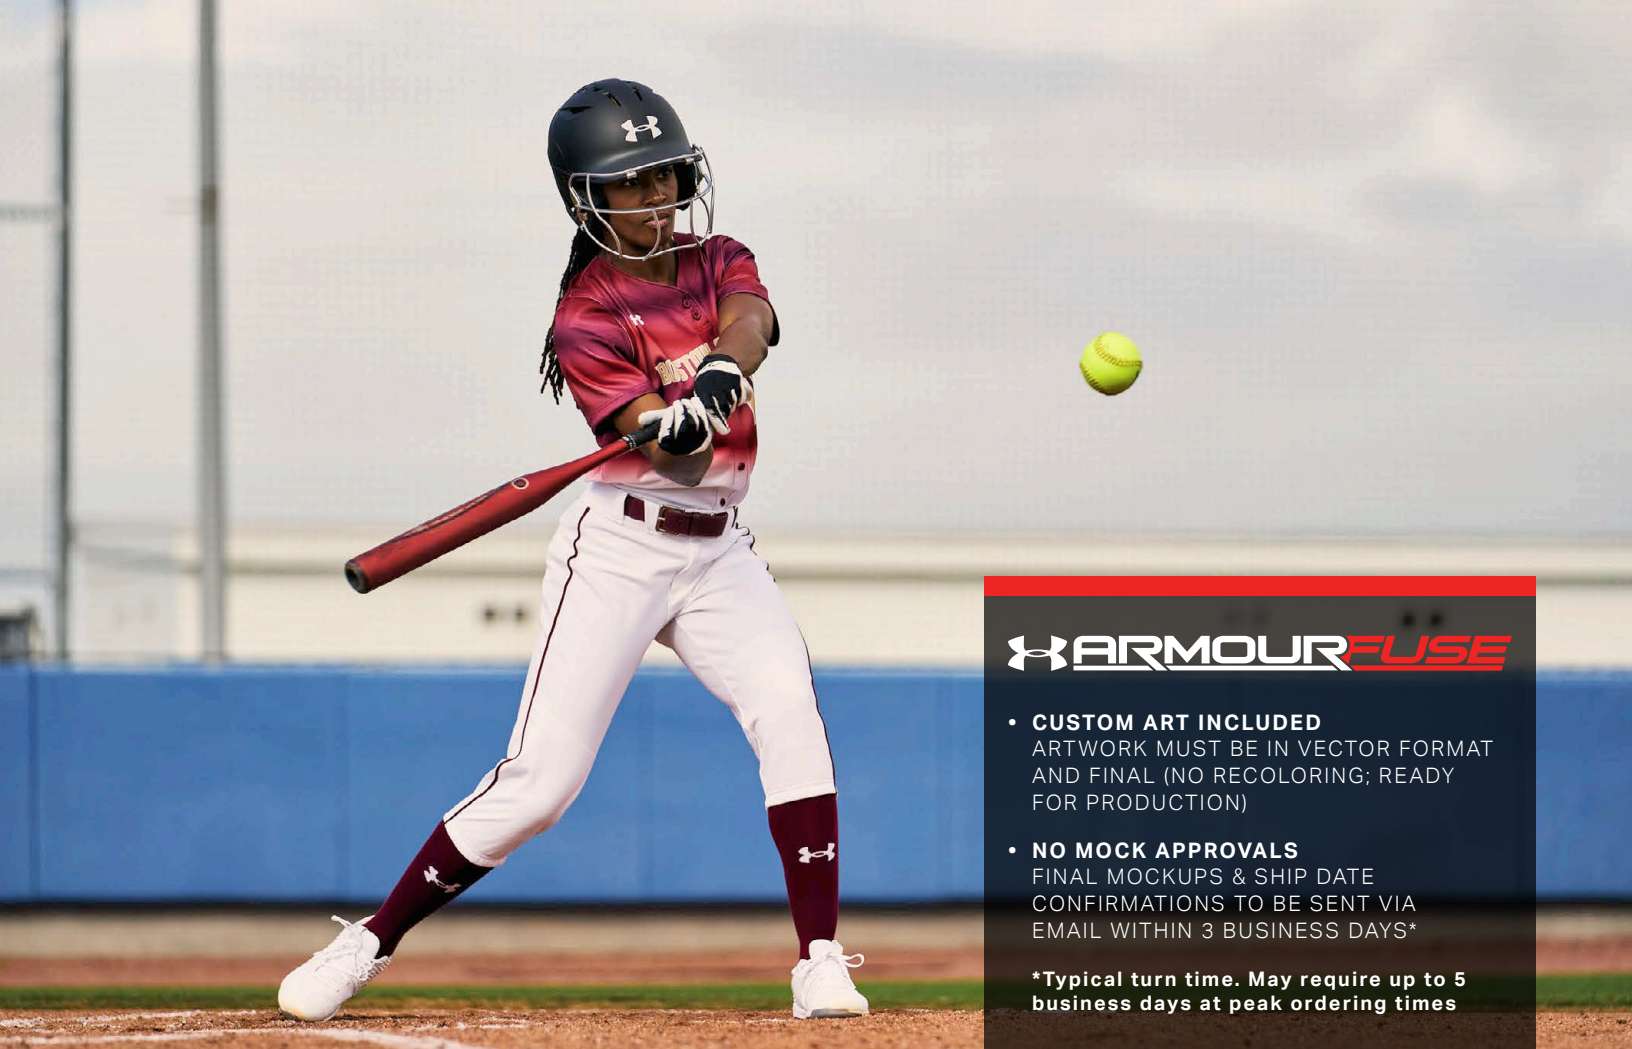 BOSTON
ARMOURFUSE
• CUSTOM ART INCLUDED
ARTWORK MUST BE IN VECTOR FORMAT
AND FINAL (NO RECOLORING; READY
FOR PRODUCTION)
• NO MOCK APPROVALS
FINAL MOCKUPS & SHIP DATE
CONFIRMATIONS TO BE SENT VIA
EMAIL WITHIN 3 BUSINESS DAYS*
*Typical turn time. May require up to 5
business days at peak ordering times